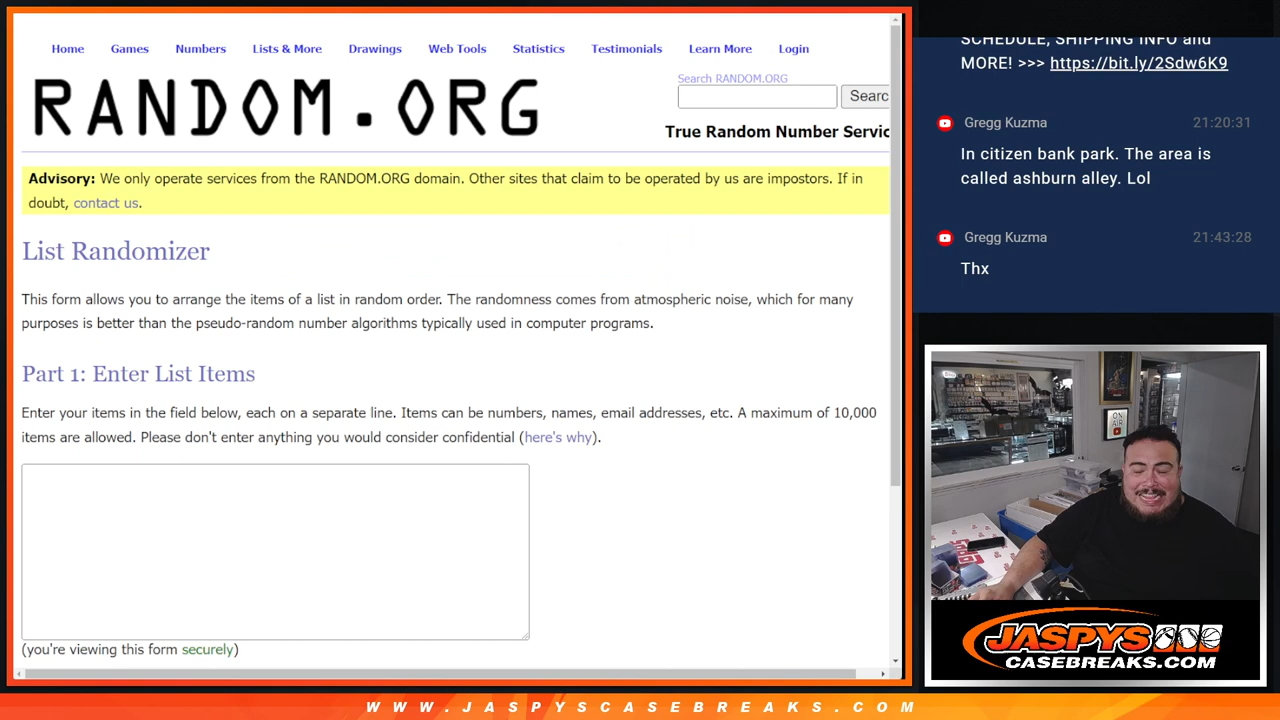 Home Games Numbers Lists & More Drawings Web Tools Statistics Testimonials Learn More Login
RANDOM.ORG
Search RANDOM.ORG
Searc
True Random Number Servic
Advisory: We only operate services from the RANDOM.ORG domain. Other sites that claim to be operated by us are impostors. If in
doubt, contact us.
List Randomizer
This form allows you to arrange the items of a list in random order. The randomness comes from atmospheric noise, which for many
purposes is better than the pseudo-random number algorithms typically used in computer programs.
Part 1: Enter List Items
Enter your items in the field below, each on a separate line. Items can be numbers, names, email addresses, etc. A maximum of 10,000
items are allowed. Please don't enter anything you would consider confidential (here's why).
(you're viewing this form securely)
SCHEDULE, SHIPPING INFO and
MORE! >>> https://bit.ly/2Sdw6K9
Gregg Kuzma 21:20:31
In citizen bank park. The area is
called ashburn alley. Lol
Gregg Kuzma 21:43:28
Thx
ON
AIR
JASPYS
CASEBREAKS.COM
WWW.JASPYSCASEBREAKS.COM